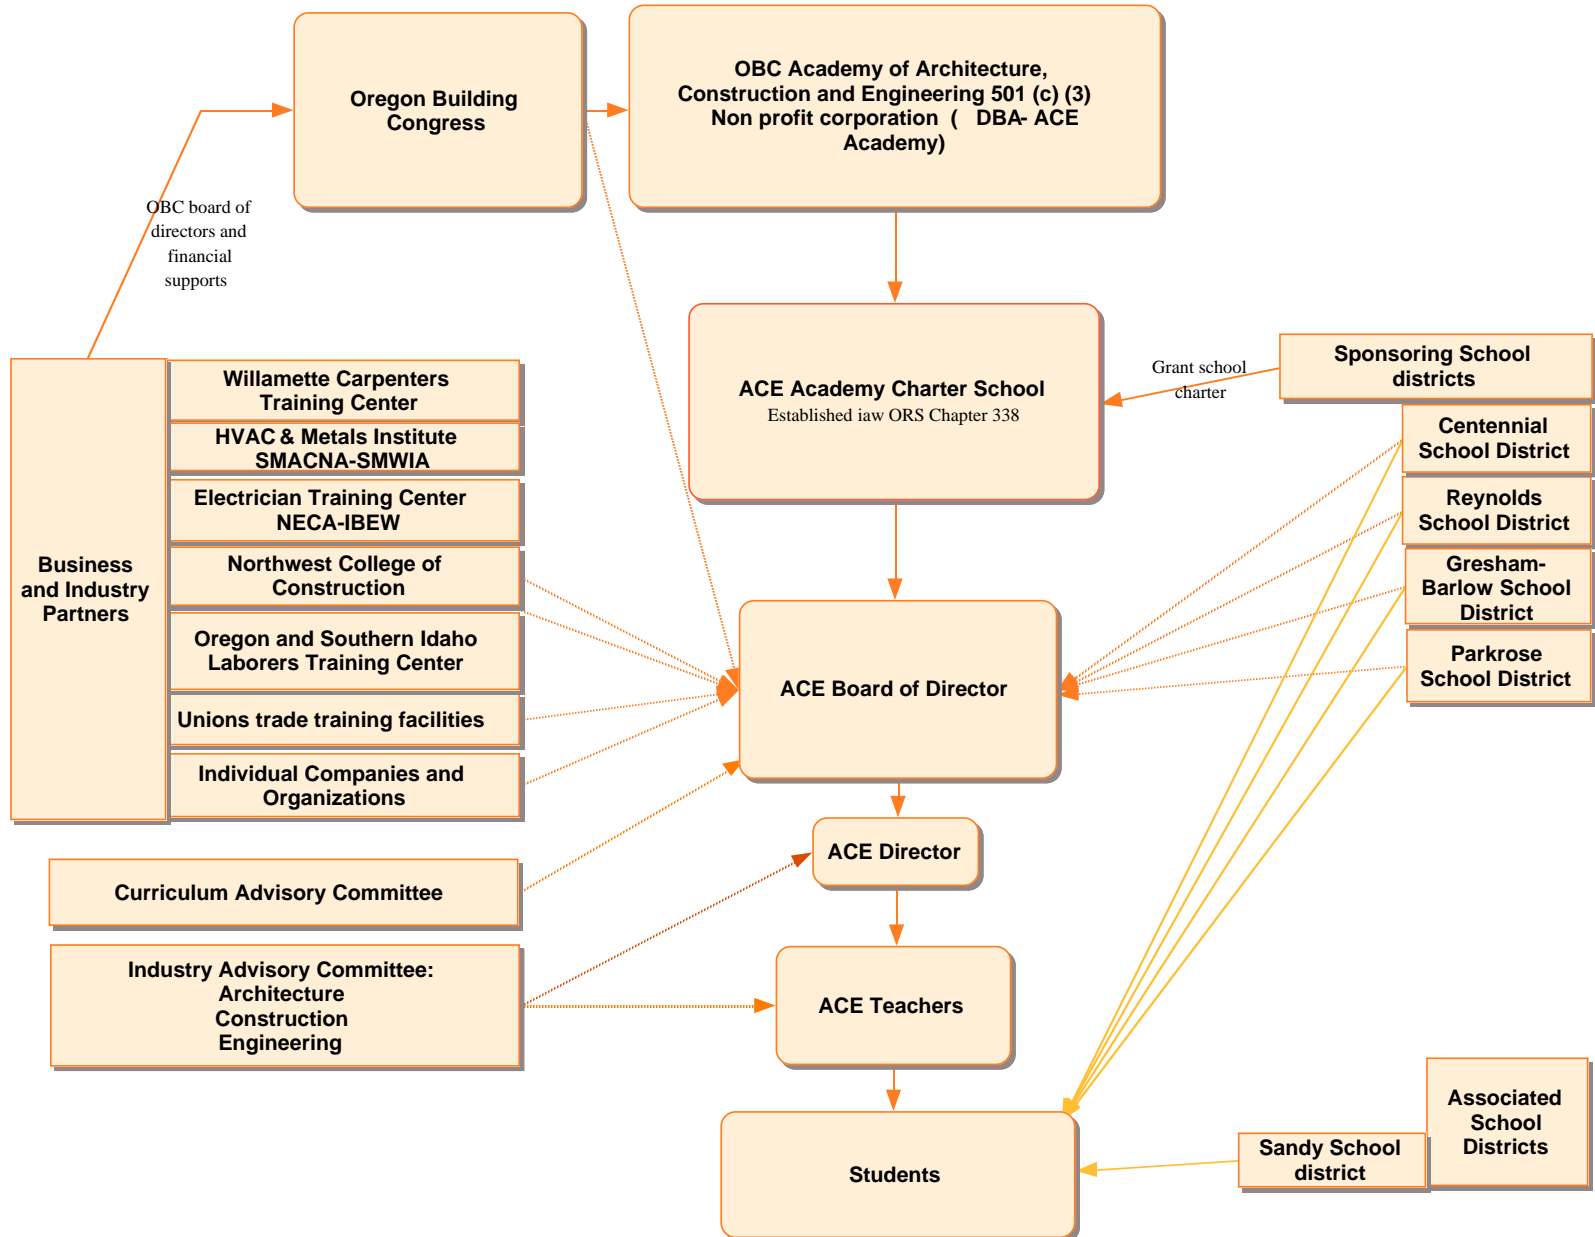 Oregon Building
Congress
OBC Academy of Architecture,
Construction and Engineering 501 (c) (3)
Non profit corporation ( DBA- ACE
Academy)
OBC board of
directors and
financial
supports
ACE Academy Charter School
Established iaw ORS Chapter 338
Grant school
charter
Sponsoring School
districts
Centennial
School District
Reynolds
School District
Gresham-
Barlow School
District
Parkrose
School District
Business
and Industry
Partners
Willamette Carpenters
Training Center
HVAC & Metals Institute
SMACNA-SMWIA
Electrician Training Center
NECA-IBEW
Northwest College of
Construction
Oregon and Southern Idaho
Laborers Training Center
Unions trade training facilities
Individual Companies and
Organizations
ACE Board of Director
ACE Director
Curriculum Advisory Committee
Industry Advisory Committee:
Architecture
Construction
Engineering
ACE Teachers
Students
Sandy School
district
Associated
School
Districts